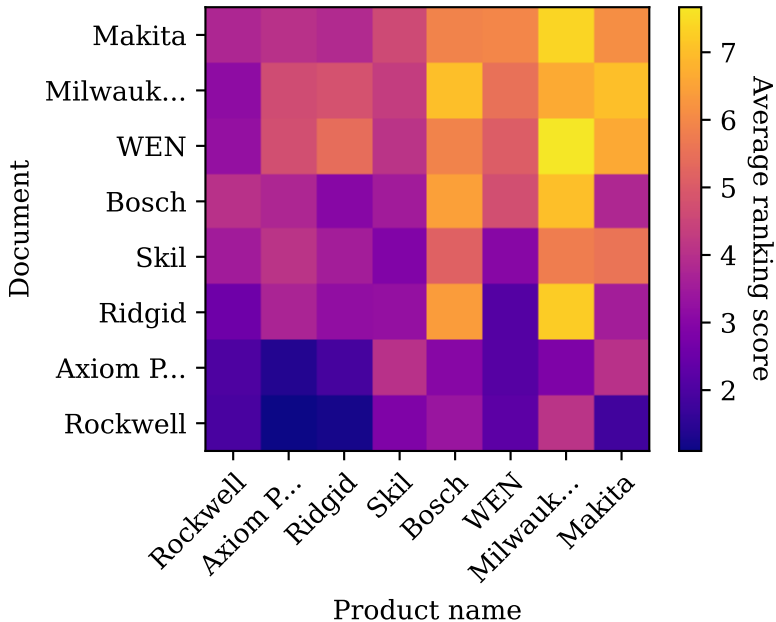 Document
Makita
Milwauk...
WEN
Bosch
Skil
Ridgid
Axiom P...
Rockwell
Rockwell
Axiom P...
Ridgid
Skil
Bosch
WEN
Milwauk...
Makita
Product name
7
6
5
4
3
2
Average ranking score